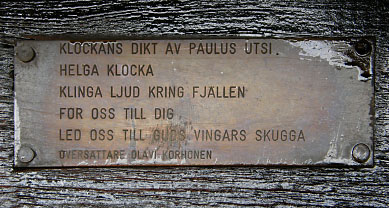 KLOCKANS DIKT AV PAULUS UTSI.
HELGA KLOCKA
KLINGA LJUD KRING FJÄLLEN
FÖR OSS TILL DIG
LED OSS TILL GUDS VINGARS SKUGGA
ÖVERSÄTTARE OLAVI KORHONEN